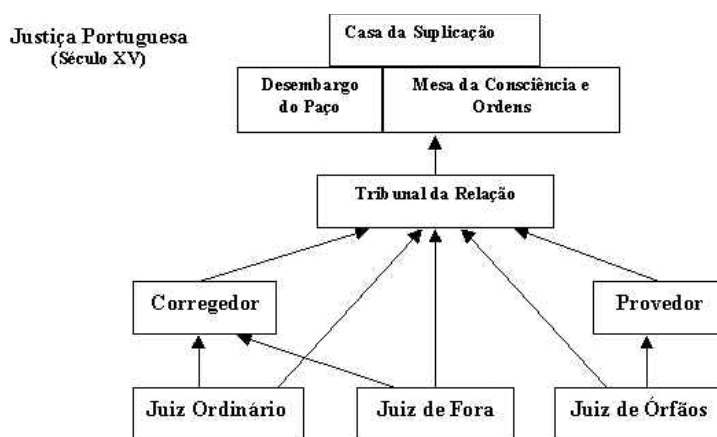 Justiça Portuguesa
(Século XV)
Casa da Suplicação
Desembargo
do Paço
Mesa da Consciência e
Ordens
Tribunal da Relação
Corregedor
Provedor
Juiz Ordinário
Juiz de Fora
Juiz de Órfãos